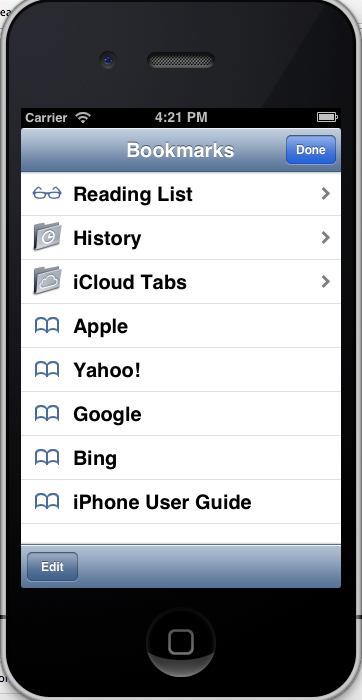 Carrier 4:21 PM
Bookmarks Done
Reading List
History
iCloud Tabs
Apple
Yahoo!
Google
Bing
iPhone User Guide
Edit